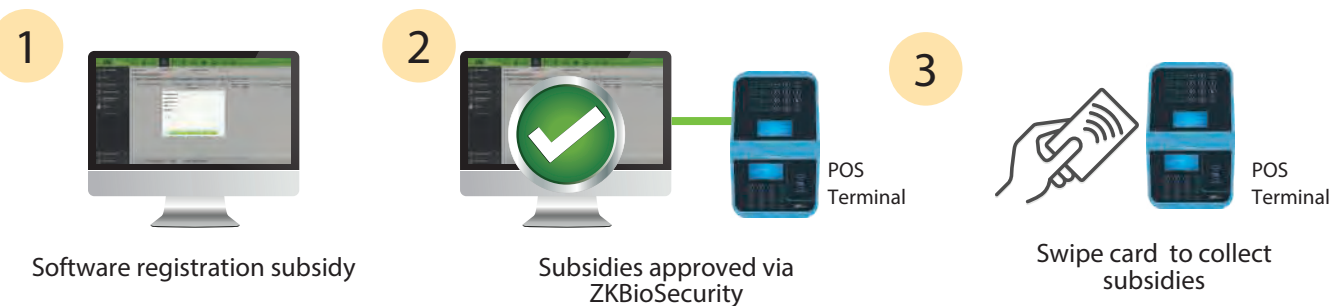 1
2
3
POS
Terminal
POS
Terminal
Software registration subsidy
Subsidies approved via
ZKBioSecurity
Swipe card to collect
subsidies